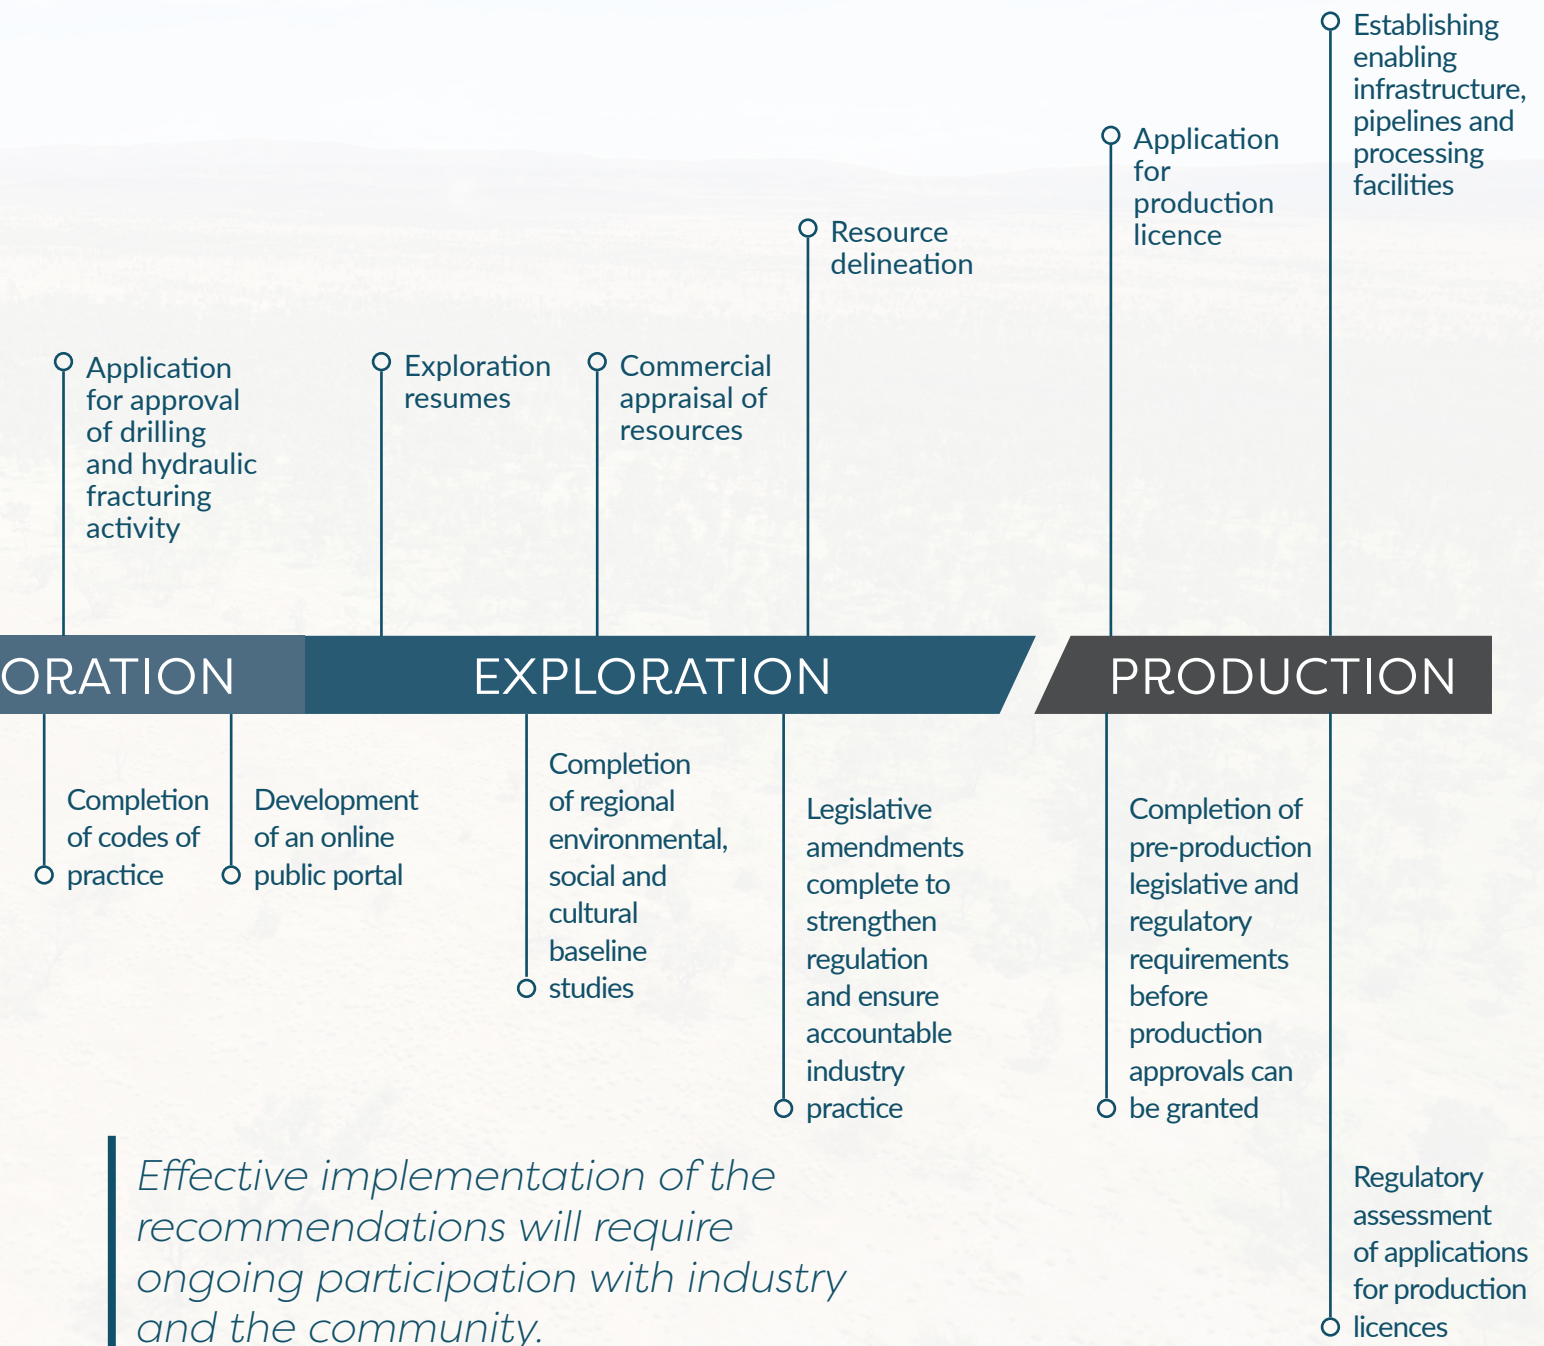 Establishing
enabling
infrastructure,
pipelines and
processing
facilities
Application
for
production
licence
Resource
delineation
Application
for approval
of drilling
and hydraulic
fracturing
activity
Exploration
resumes
Commercial
appraisal of
resources
ORATION
EXPLORATION
PRODUCTION
Completion
of codes of
practice
Development
of an online
public portal
Completion
of regional
environmental,
social and
cultural
baseline
studies
Legislative
amendments
complete to
strengthen
regulation
and ensure
accountable
industry
practice
Completion of
pre-production
legislative and
regulatory
requirements
before
production
approvals can
be granted
Regulatory
assessment
of applications
for production
licences
Effective implementation of the
recommendations will require
ongoing participation with industry
and the community.